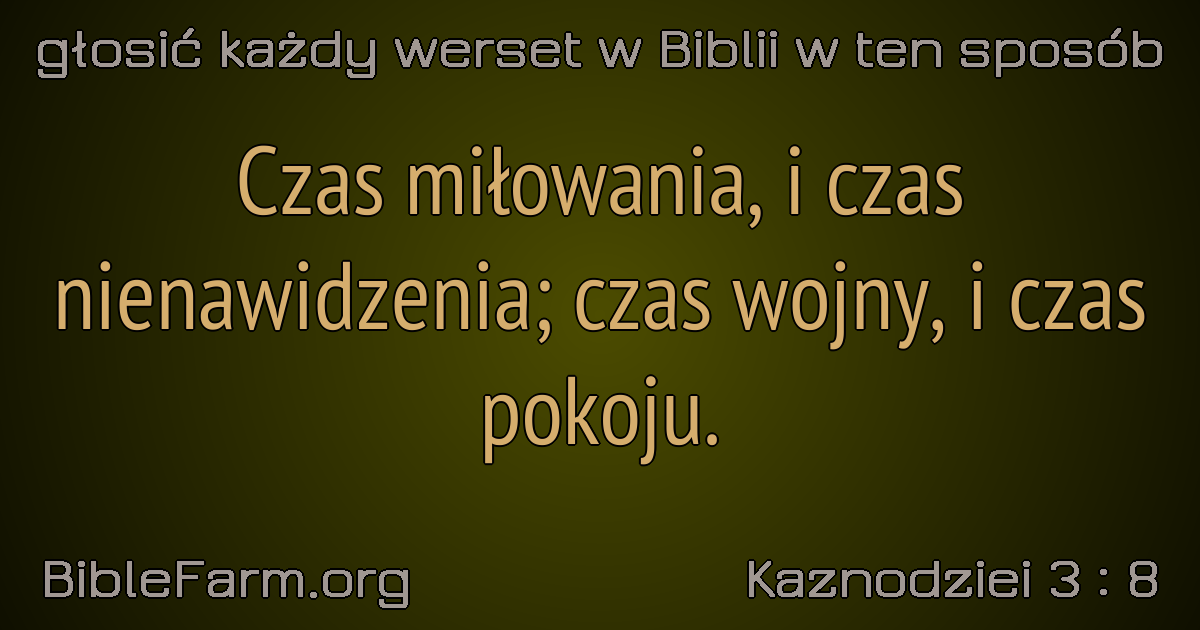 głosić każdy werset w Biblii w ten sposób
Czas miłowania, i czas
nienawidzenia; czas wojny, i czas
pokoju.
BibleFarm.org
Kaznodziei 3 : 8